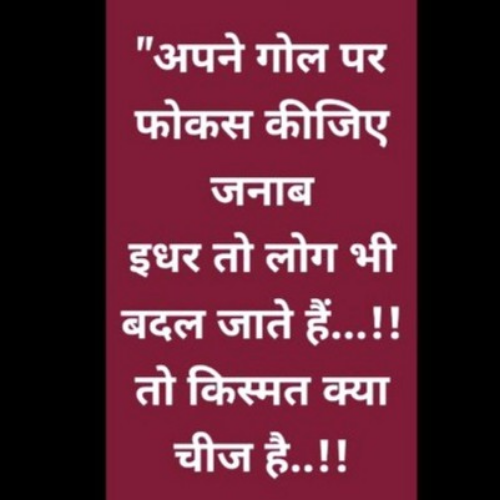 "अपने गोल पर
फोकस कीजिए
जनाब
इधर तो लोग भी
बदल जाते हैं...!!
तो किस्मत क्या
चीज है..!!